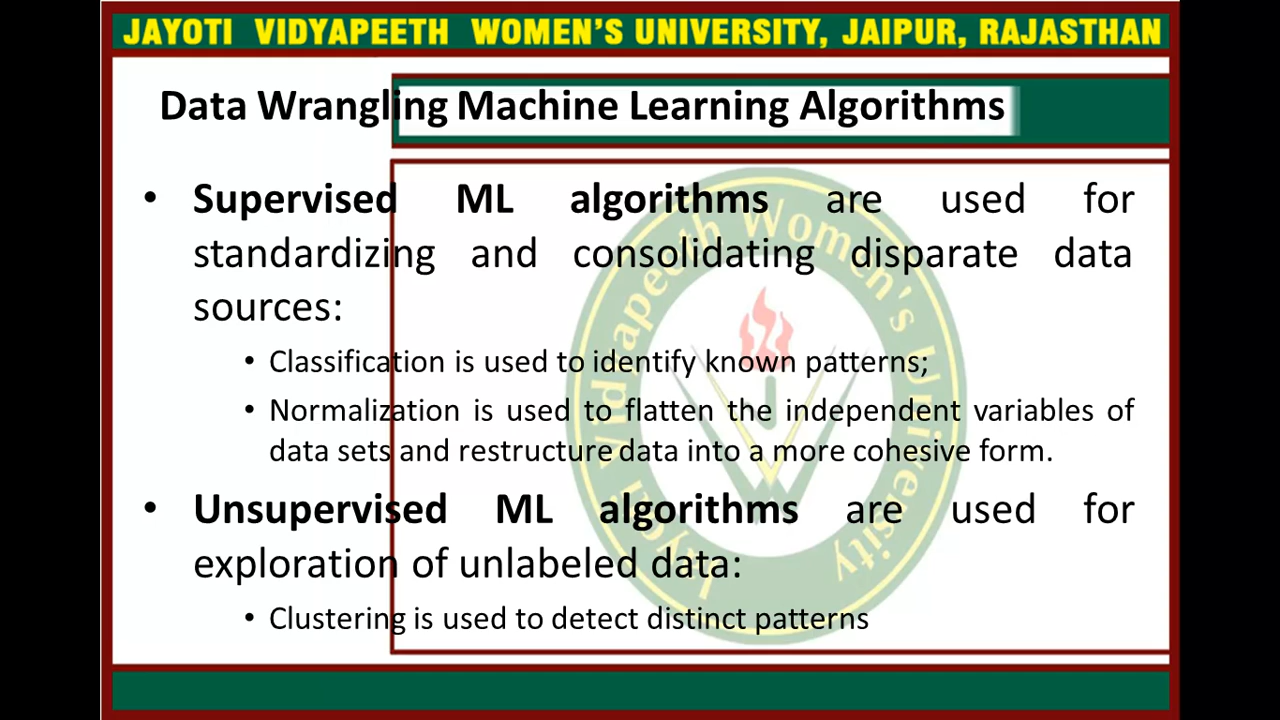 JAYOTI VIDYAPEETH WOMEN'S UNIVERSITY, JAIPUR, RAJASTHAN
Data Wrangling Machine Learning Algorithms
• Supervised ML algorithms are used for
standardizing and consolidating disparate data
sources:
• Classification is used to identify known patterns;
• Normalization is used to flatten the independent variables of
data sets and restructure data into a more cohesive form.
• Unsupervised ML algorithms are used for
exploration of unlabeled data:
• Clustering is used to detect distinct patterns
Vidyapeeth Women's University